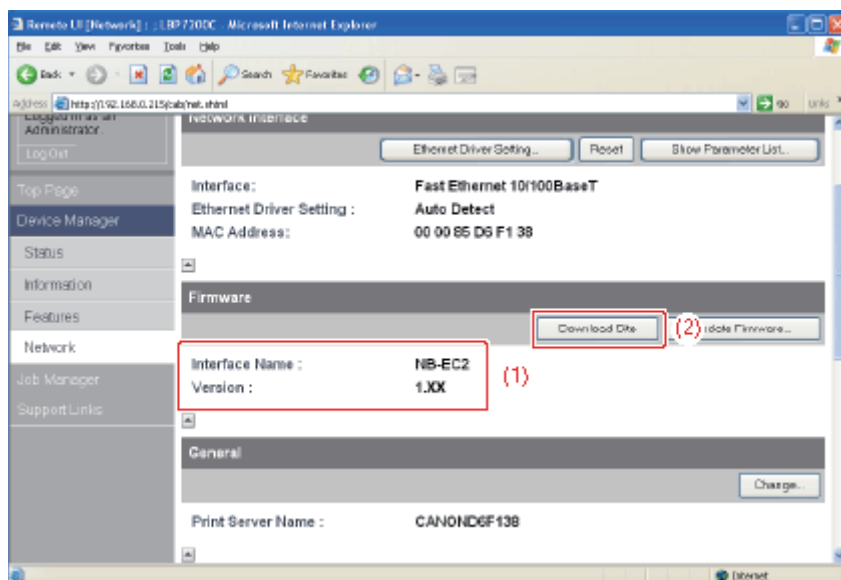 Remote UI [Network] : ; LBP7200C - Microsoft Internet Explorer
File Edit View Favorites Tools Help
Back Search Favorites
Address http://192.168.0.215/cab/net.shtml Go Links
Logged in as an
Administrator.
Log Out
Top Page
Device Manager
Status
Information
Features
Network
Job Manager
Support Links
Network Interface
Ethernet Driver Setting... Reset Show Parameter List...
Interface: Fast Ethernet 10/100BaseT
Ethernet Driver Setting : Auto Detect
MAC Address: 00 00 85 D6 F1 38
Firmware
Download Site (2) pdate Firmware...
Interface Name : NB-EC2 (1)
Version : 1.XX
General
Change...
Print Server Name : CANOND6F138
Internet